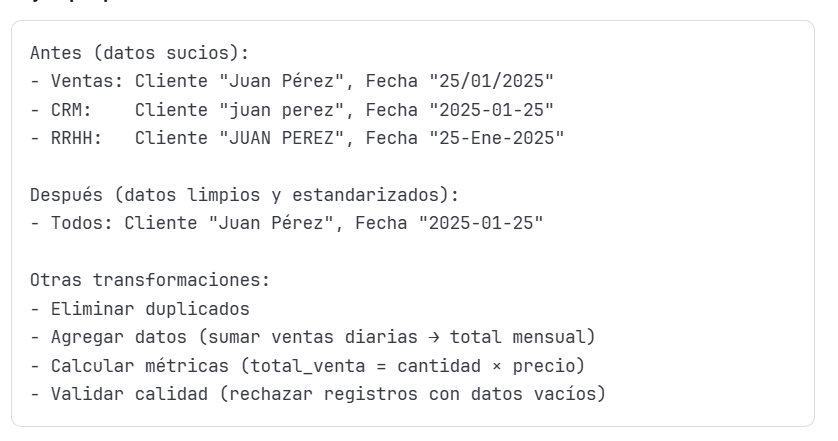 Antes (datos sucios):
- Ventas: Cliente "Juan Pérez", Fecha "25/01/2025"
- CRM:    Cliente "juan perez", Fecha "2025-01-25"
- RRHH:   Cliente "JUAN PEREZ", Fecha "25-Ene-2025"
Después (datos limpios y estandarizados):
- Todos: Cliente "Juan Pérez", Fecha "2025-01-25"
Otras transformaciones:
- Eliminar duplicados
- Agregar datos (sumar ventas diarias → total mensual)
- Calcular métricas (total_venta = cantidad × precio)
- Validar calidad (rechazar registros con datos vacíos)